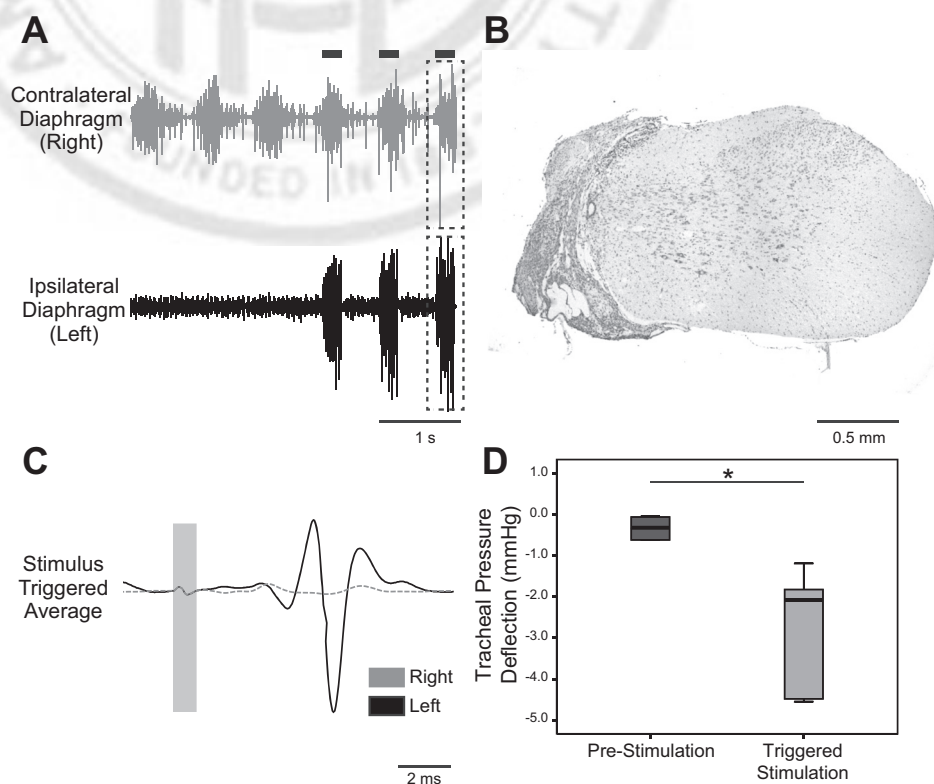 A
Contralateral
Diaphragm
(Right)
Ipsilateral
Diaphragm
(Left)
1 s
B
0.5 mm
C
Stimulus
Triggered
Average
Right
Left
2 ms
D
Tracheal Pressure
Deflection (mmHg)
1.0
0.0
-1.0
-2.0
-3.0
-4.0
-5.0
*
Pre-Stimulation
Triggered
Stimulation